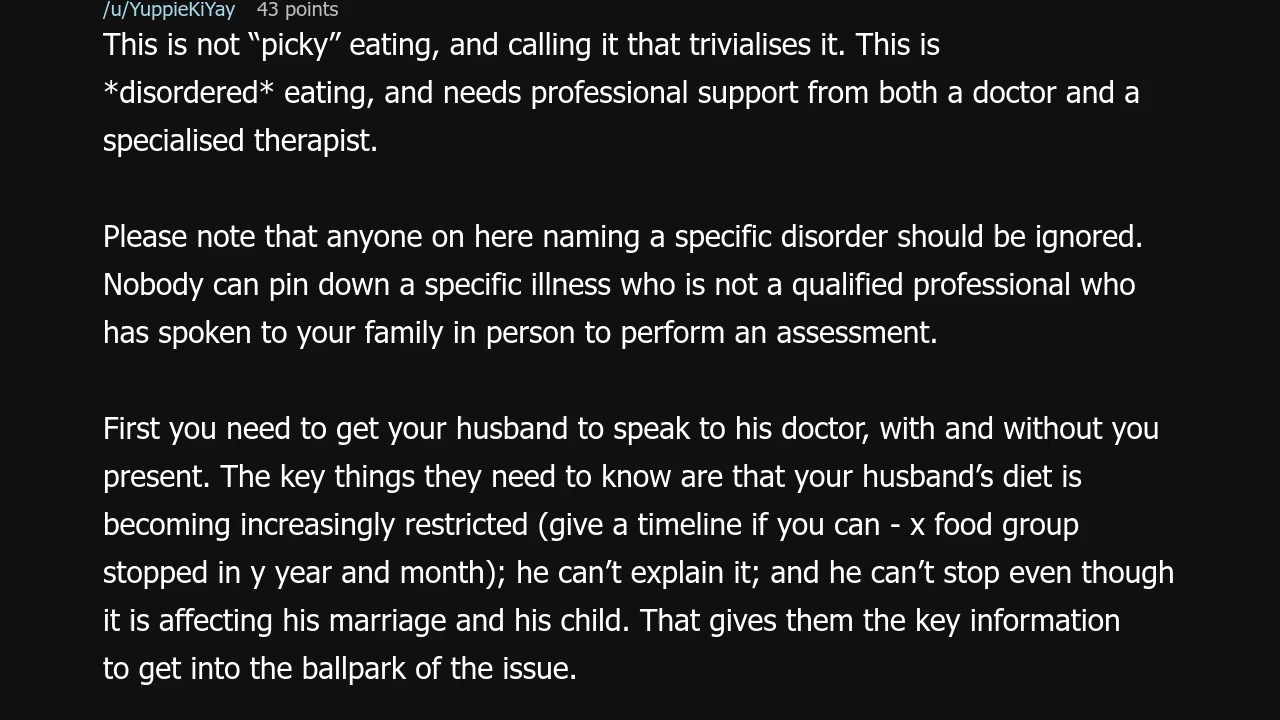 /u/YuppieKiYay 43 points
This is not “picky” eating, and calling it that trivialises it. This is
*disordered* eating, and needs professional support from both a doctor and a
specialised therapist.
Please note that anyone on here naming a specific disorder should be ignored.
Nobody can pin down a specific illness who is not a qualified professional who
has spoken to your family in person to perform an assessment.
First you need to get your husband to speak to his doctor, with and without you
present. The key things they need to know are that your husband’s diet is
becoming increasingly restricted (give a timeline if you can - x food group
stopped in y year and month); he can’t explain it; and he can’t stop even though
it is affecting his marriage and his child. That gives them the key information
to get into the ballpark of the issue.